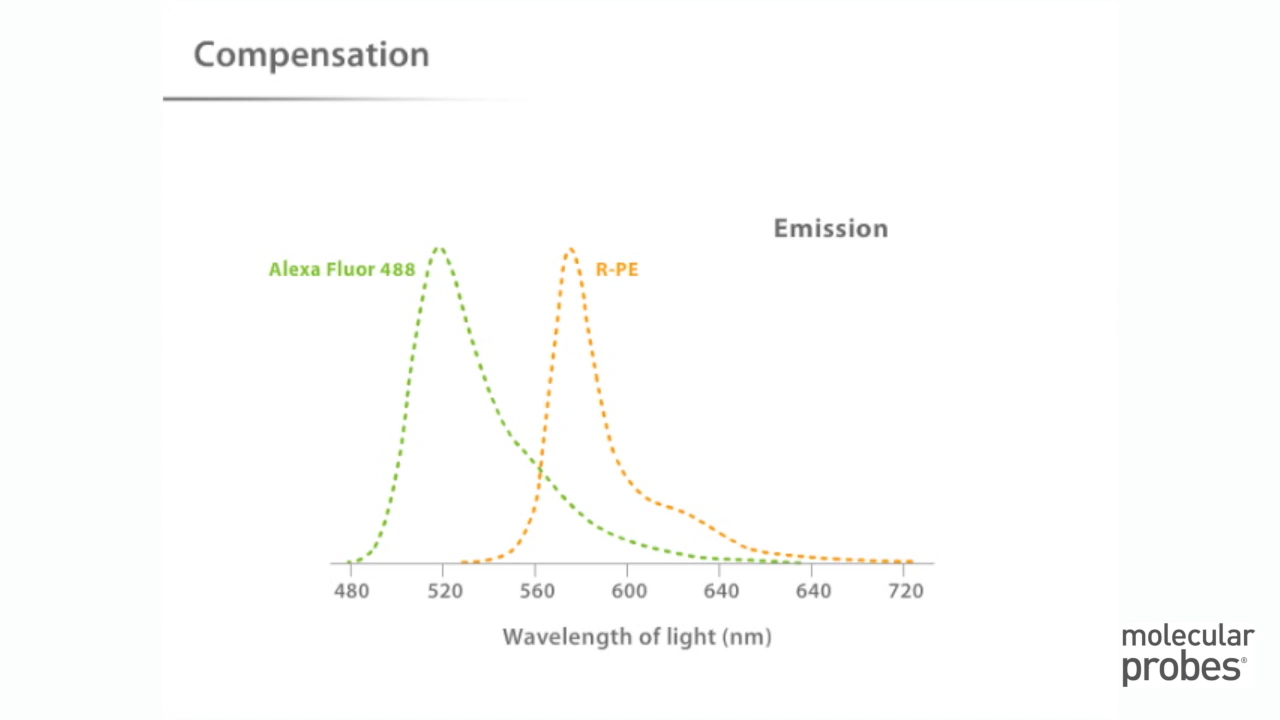 Compensation
Emission
Alexa Fluor 488
R-PE
480 520 560 600 640 640 720
Wavelength of light (nm)
molecular
probes®